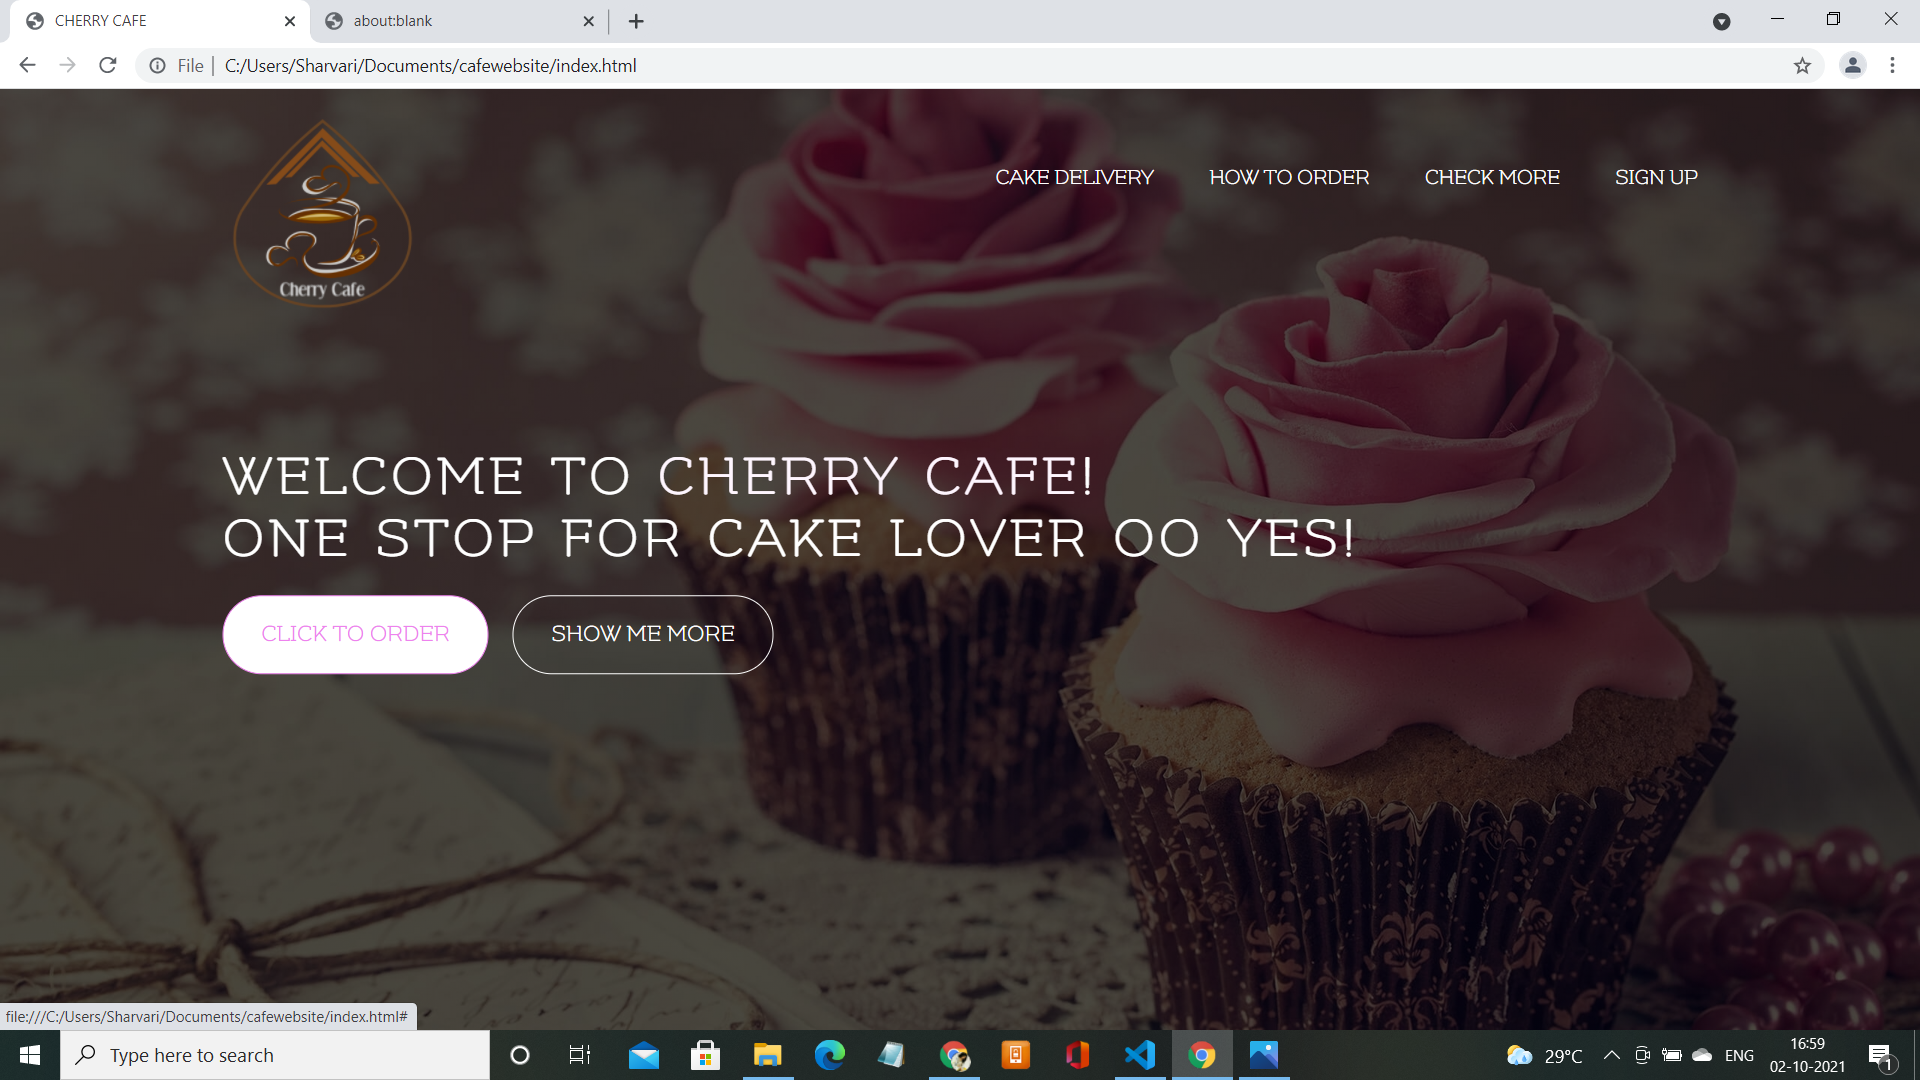 CHERRY CAFE
about:blank
File
C:/Users/Sharvari/Documents/cafewebsite/index.html
Cherry Cafe
CAKE DELIVERY
HOW TO ORDER
CHECK MORE
SIGN UP
WELCOME TO CHERRY CAFE!
ONE STOP FOR CAKE LOVER OO YES!
CLICK TO ORDER
SHOW ME MORE
file:///C:/Users/Sharvari/Documents/cafewebsite/index.html#
Type here to search
29°C
ENG
16:59
02-10-2021
1